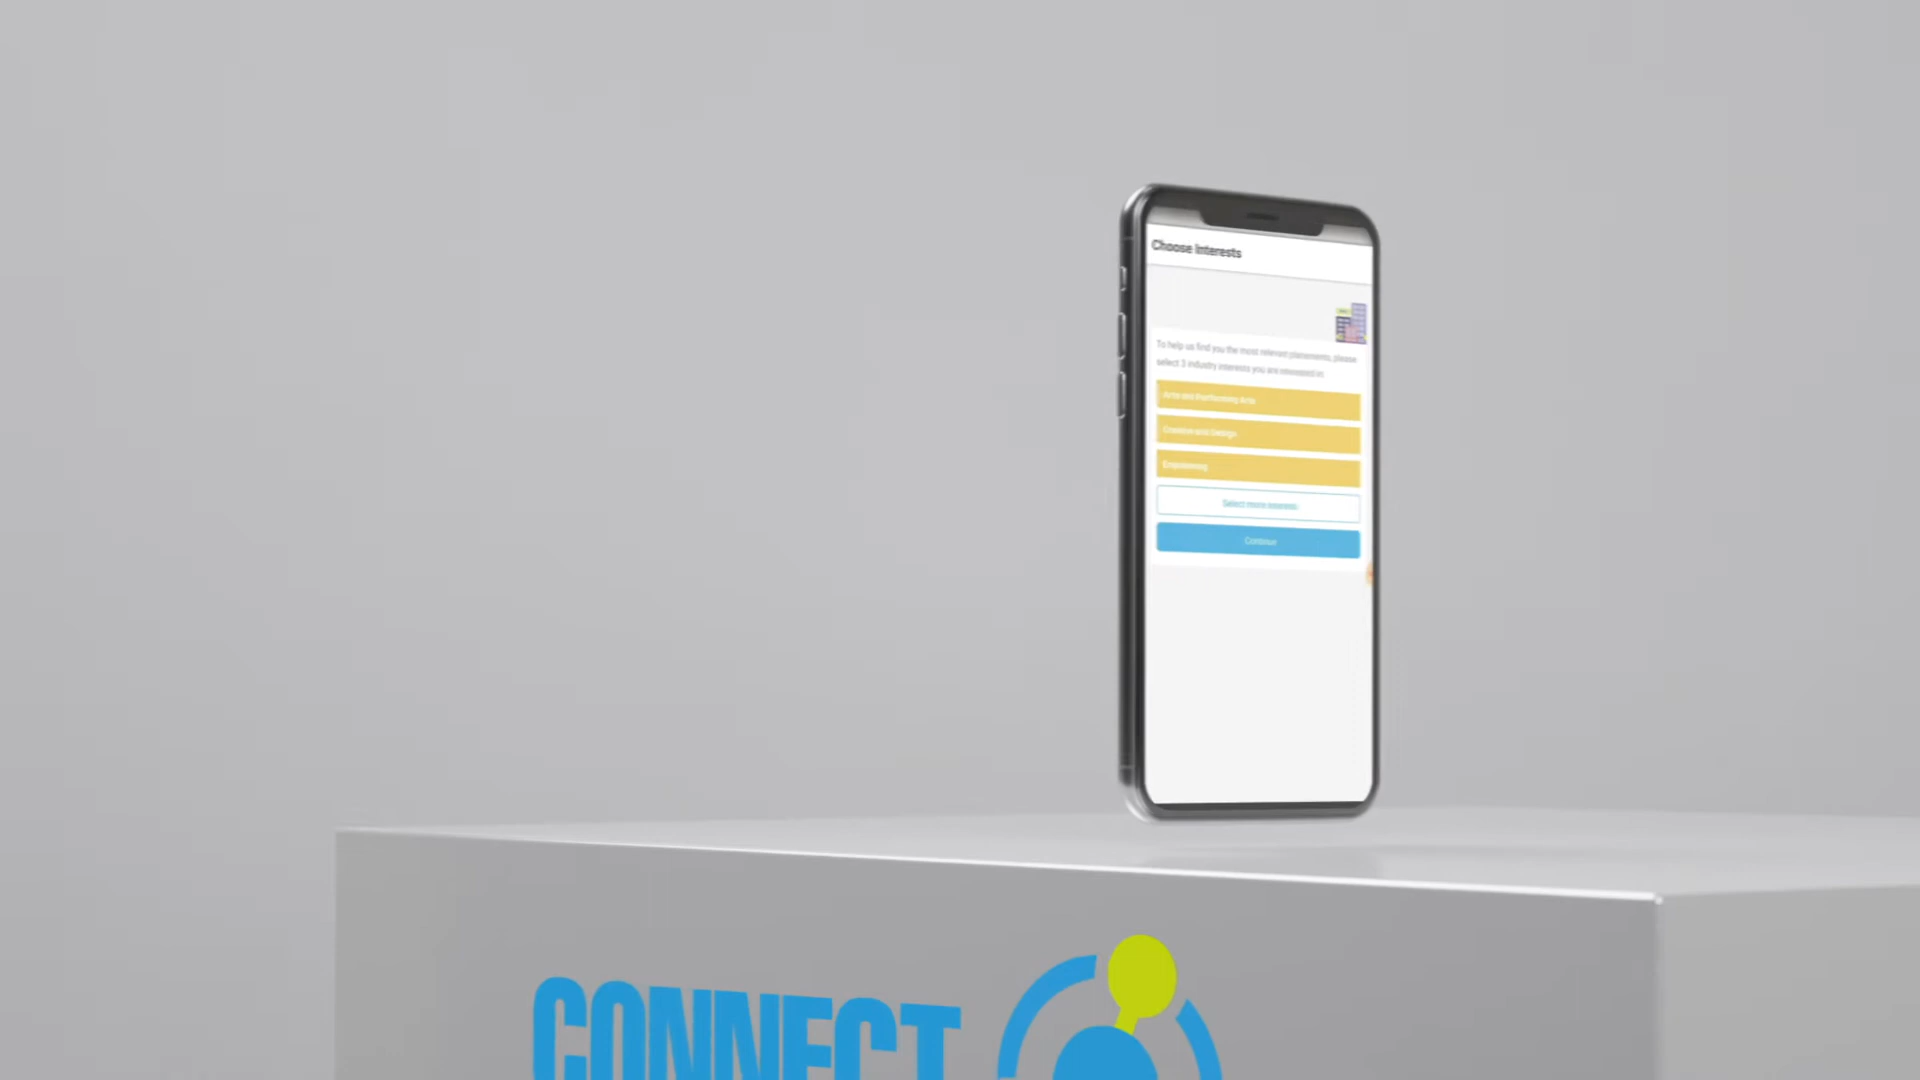 Choose Interests
To help us find you the most relevant placements, please
select 3 industry interests you are interested in:
Arts and Performing Arts
Creative and Design
Engineering
Select more interests
Continue
CONNECT